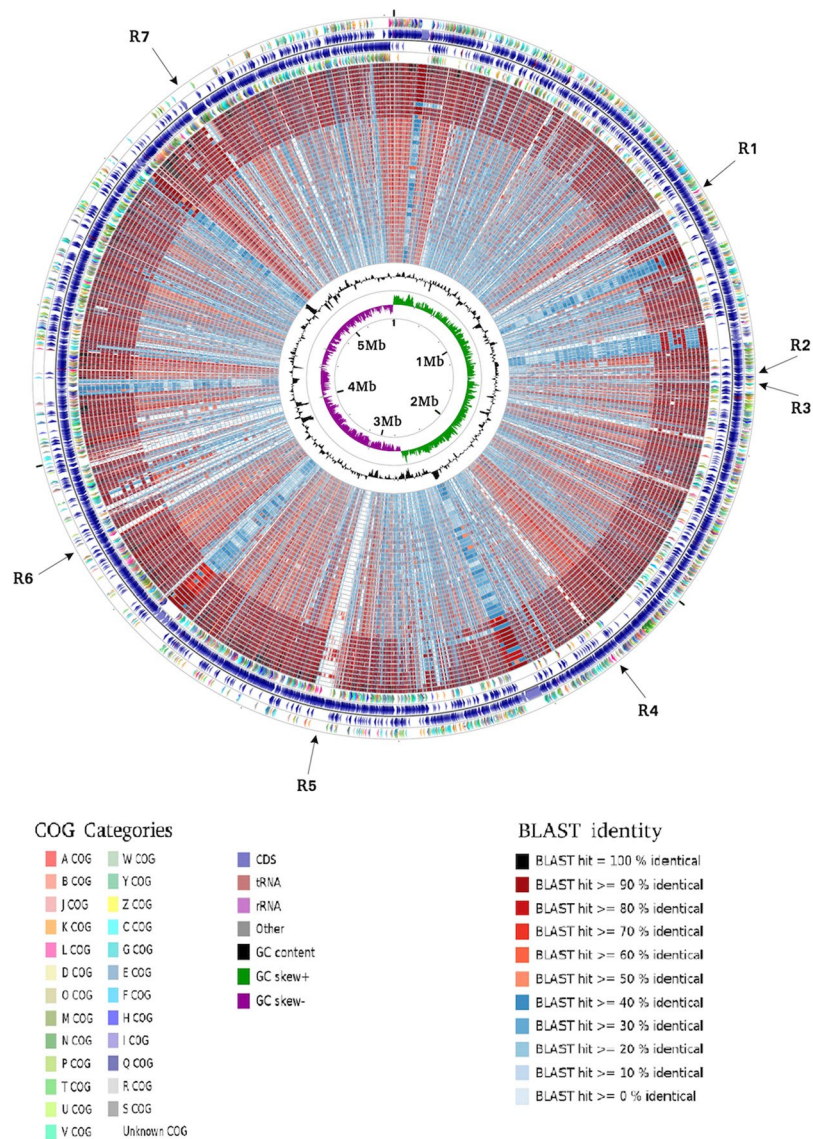 R7
R1
R2
R3
5Mb
1Mb
4Mb
2Mb
3Mb
R6
R4
R5
COG Categories
A COG
B COG
J COG
K COG
L COG
D COG
O COG
M COG
N COG
P COG
T COG
U COG
V COG
W COG
Y COG
Z COG
C COG
G COG
E COG
F COG
H COG
I COG
Q COG
R COG
S COG
Unknown COG
CDS
tRNA
rRNA
Other
GC content
GC skew+
GC skew-
BLAST identity
BLAST hit = 100 % identical
BLAST hit >= 90 % identical
BLAST hit >= 80 % identical
BLAST hit >= 70 % identical
BLAST hit >= 60 % identical
BLAST hit >= 50 % identical
BLAST hit >= 40 % identical
BLAST hit >= 30 % identical
BLAST hit >= 20 % identical
BLAST hit >= 10 % identical
BLAST hit >= 0 % identical